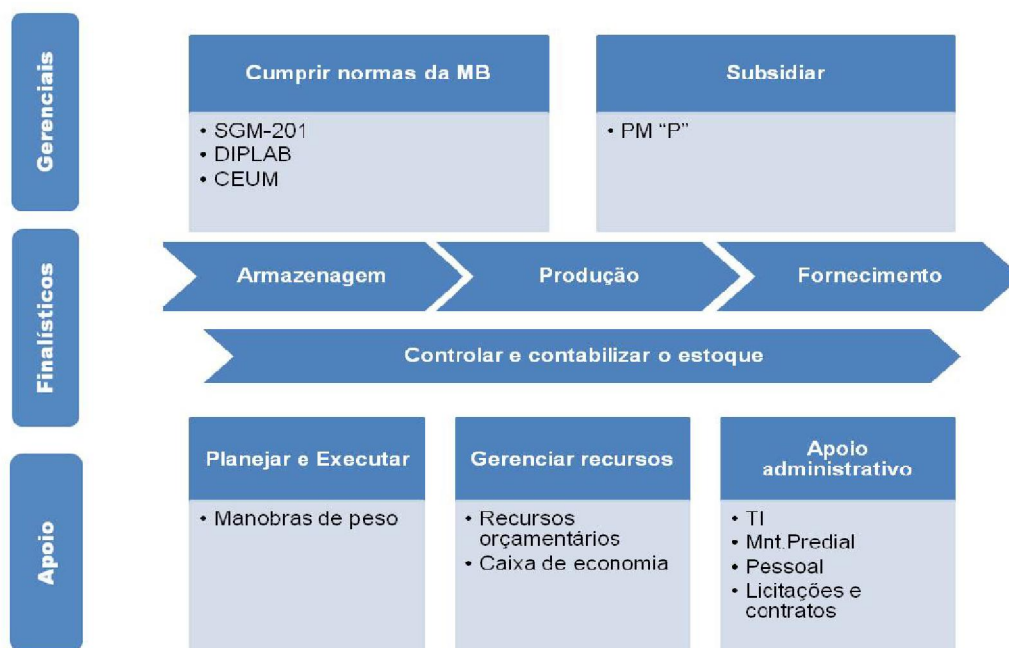 Gerenciais
Cumprir normas da MB
• SGM-201
• DIPLAB
• CEUM
Subsidiar
• PM “P”
Finalísticos
Armazenagem
Produção
Fornecimento
Controlar e contabilizar o estoque
Apoio
Planejar e Executar
• Manobras de peso
Gerenciar recursos
• Recursos
orçamentários
• Caixa de economia
Apoio
administrativo
• TI
• Mnt.Predial
• Pessoal
• Licitações e
contratos